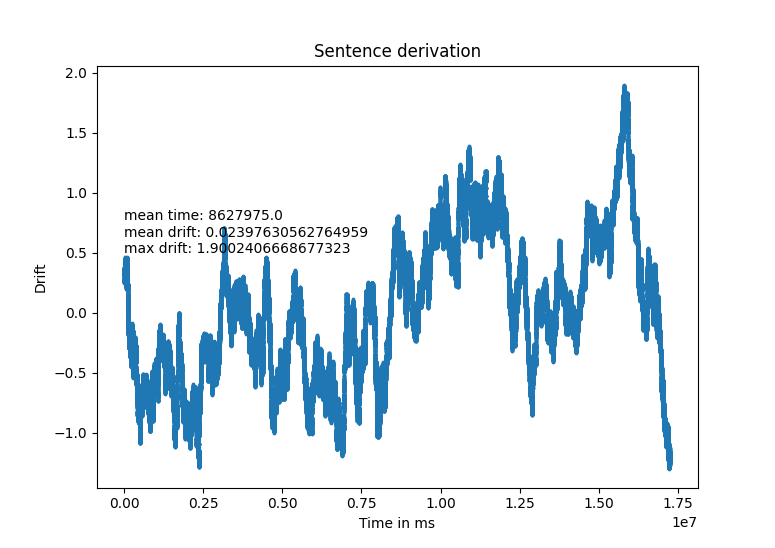 Sentence derivation
2.0
1.5
1.0
0.5
0.0
−0.5
−1.0
Drift
mean time: 8627975.0
mean drift: 0.022397630562764959
max drift: 1.9002406668677323
0.00 0.25 0.50 0.75 1.00 1.25 1.50 1.75
1e7
Time in ms